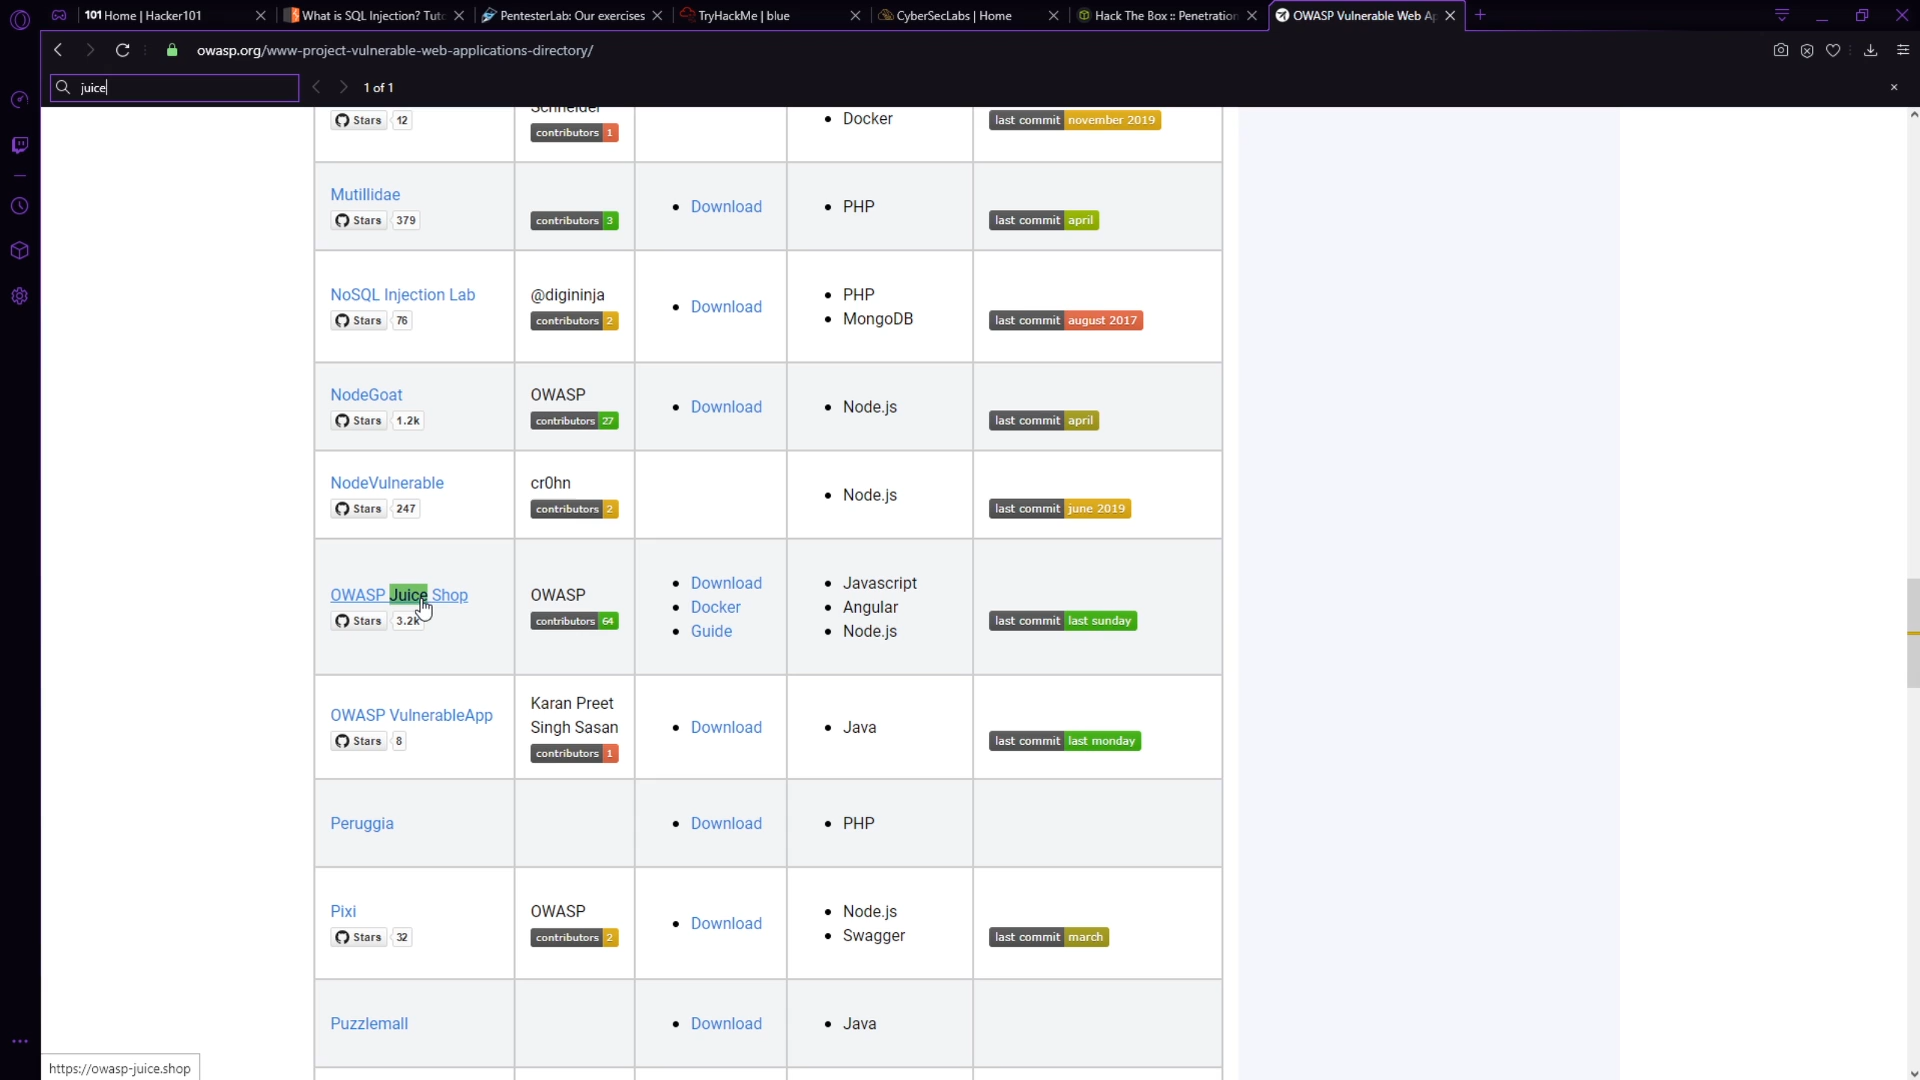 101 Home | Hacker101
What is SQL Injection? Tuto
PentesterLab: Our exercises
TryHackMe | blue
CyberSecLabs | Home
Hack The Box :: Penetration
OWASP Vulnerable Web Ap
owasp.org/www-project-vulnerable-web-applications-directory/
juice
1 of 1
Stars 12
contributors 1
Docker
last commit november 2019
Mutillidae
Stars 379
contributors 3
Download
PHP
last commit april
NoSQL Injection Lab
Stars 76
@digininja
contributors 2
Download
PHP
MongoDB
last commit august 2017
NodeGoat
Stars 1.2k
OWASP
contributors 27
Download
Node.js
last commit april
NodeVulnerable
Stars 247
cr0hn
contributors 2
Node.js
last commit june 2019
OWASP Juice Shop
Stars 3.2k
OWASP
contributors 64
Download
Docker
Guide
Javascript
Angular
Node.js
last commit last sunday
OWASP VulnerableApp
Stars 8
Karan Preet
Singh Sasan
contributors 1
Download
Java
last commit last monday
Peruggia
Download
PHP
Pixi
Stars 32
OWASP
contributors 2
Download
Node.js
Swagger
last commit march
Puzzlemall
Download
Java
https://owasp-juice.shop